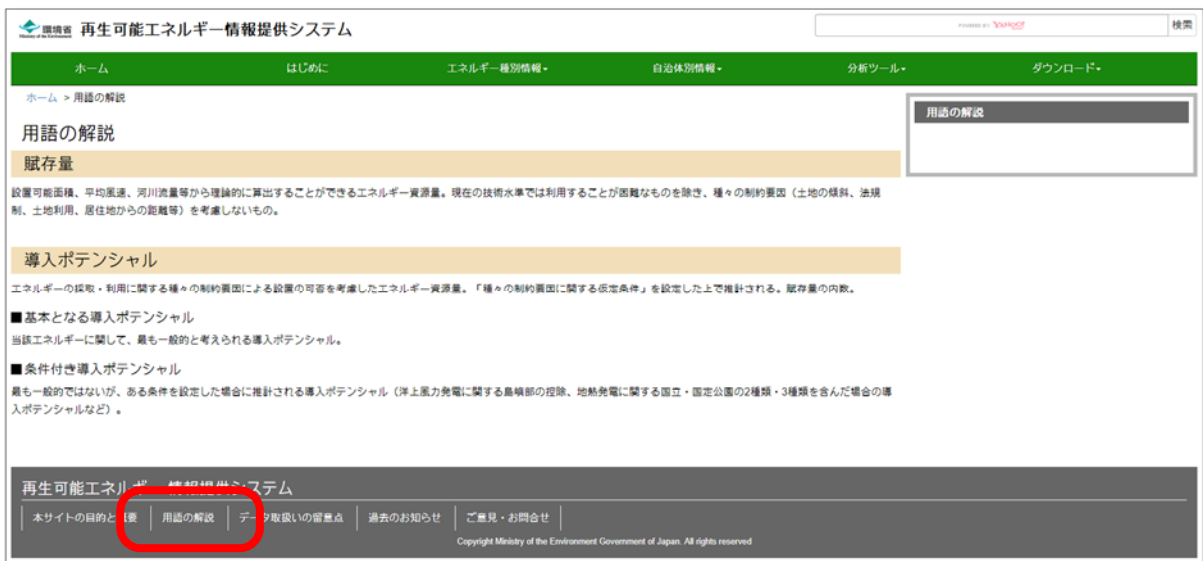 環境省 再生可能エネルギー情報提供システム
POWERED BY YAHOO! 検索
ホーム はじめに エネルギー種別情報 自治体別情報 分析ツール ダウンロード
ホーム > 用語の解説
用語の解説
用語の解説
賦存量
設置可能面積、平均風速、河川流量等から理論的に算出することができるエネルギー資源量。現在の技術水準では利用することが困難なものを除き、種々の制約要因（土地の傾斜、法規
制、土地利用、居住地からの距離等）を考慮しないもの。
導入ポテンシャル
エネルギーの採取・利用に関する種々の制約要因による設置の可否を考慮したエネルギー資源量。「種々の制約要因に関する仮定条件」を設定した上で推計される。賦存量の内数。
■基本となる導入ポテンシャル
当該エネルギーに関して、最も一般的と考えられる導入ポテンシャル。
■条件付き導入ポテンシャル
最も一般的ではないが、ある条件を設定した場合に推計される導入ポテンシャル（洋上風力発電に関する島嶼部の控除、地熱発電に関する国立・国定公園の2種類・3種類を含んだ場合の導
入ポテンシャルなど）。
再生可能エネルギー情報提供システム
本サイトの目的と概要 用語の解説 データ取扱いの留意点 過去のお知らせ ご意見・お問合せ
Copyright Ministry of the Environment Government of Japan. All rights reserved